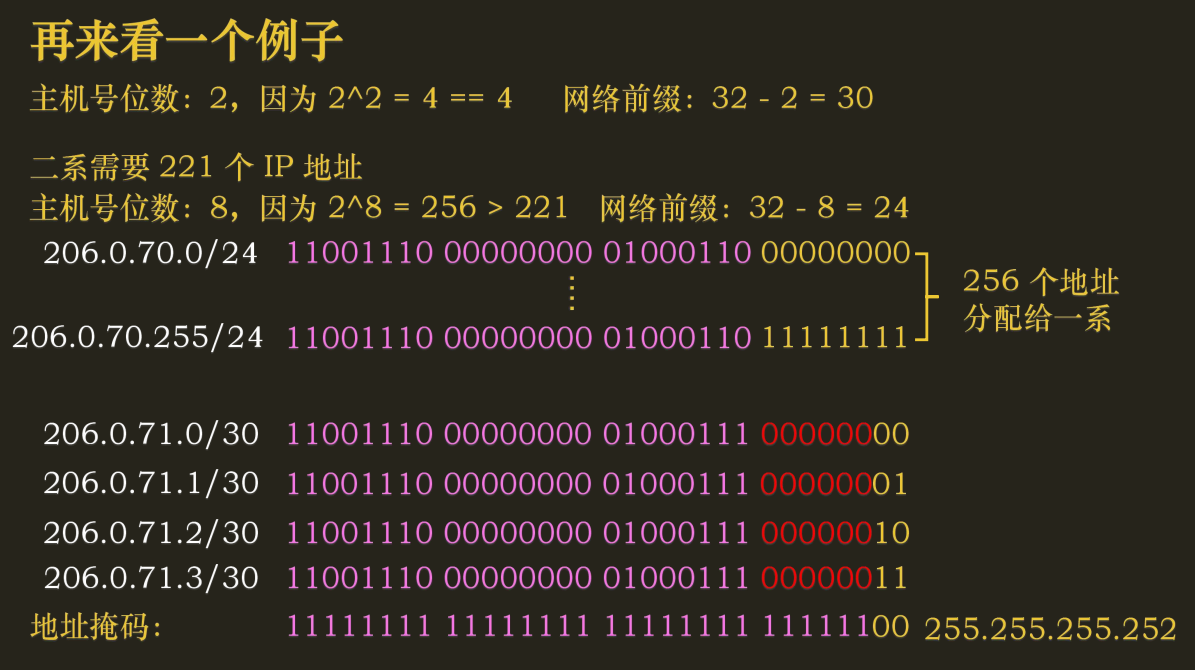 再来看一个例子
主机号位数：2，因为 2^2 = 4 == 4 网络前缀：32 - 2 = 30
二系需要 221 个 IP 地址
主机号位数：8，因为 2^8 = 256 > 221 网络前缀：32 - 8 = 24
206.0.70.0/24 11001110 00000000 01000110 00000000
256 个地址
分配给一系
206.0.70.255/24 11001110 00000000 01000110 11111111
206.0.71.0/30 11001110 00000000 01000111 00000000
206.0.71.1/30 11001110 00000000 01000111 00000001
206.0.71.2/30 11001110 00000000 01000111 00000010
206.0.71.3/30 11001110 00000000 01000111 00000011
地址掩码： 11111111 11111111 11111111 11111100 255.255.255.252